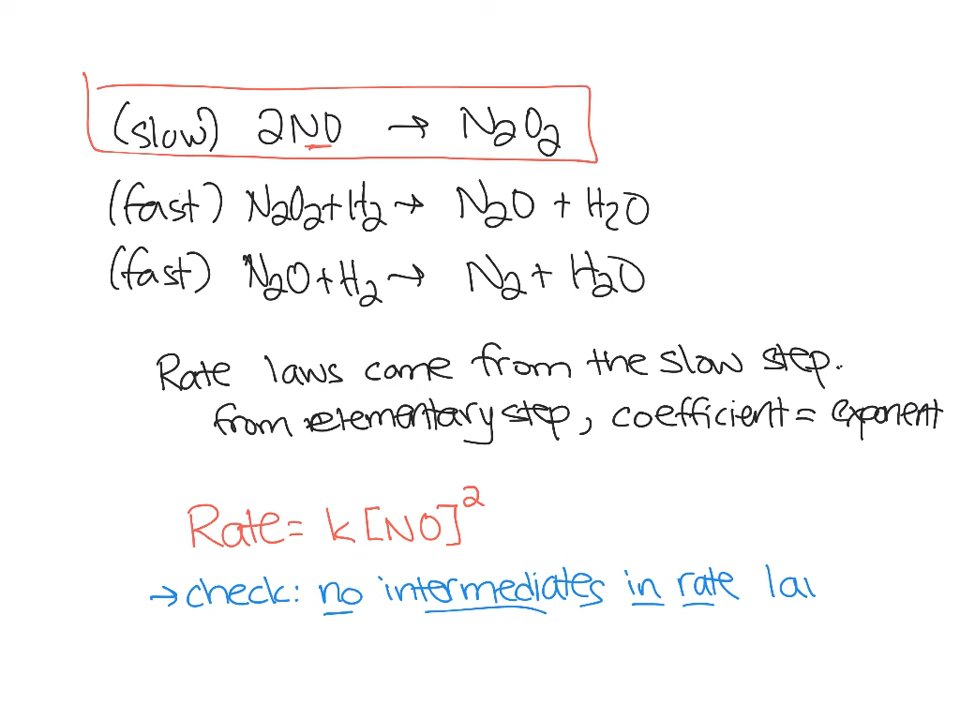 (slow) 2NO → N₂O₂
(fast) N₂O₂ + H₂ → N₂O + H₂O
(fast) N₂O + H₂ → N₂ + H₂O
Rate laws come from the slow step.
from elementary step, coefficient = exponent
Rate = k [NO]²
→ check: no intermediates in rate law